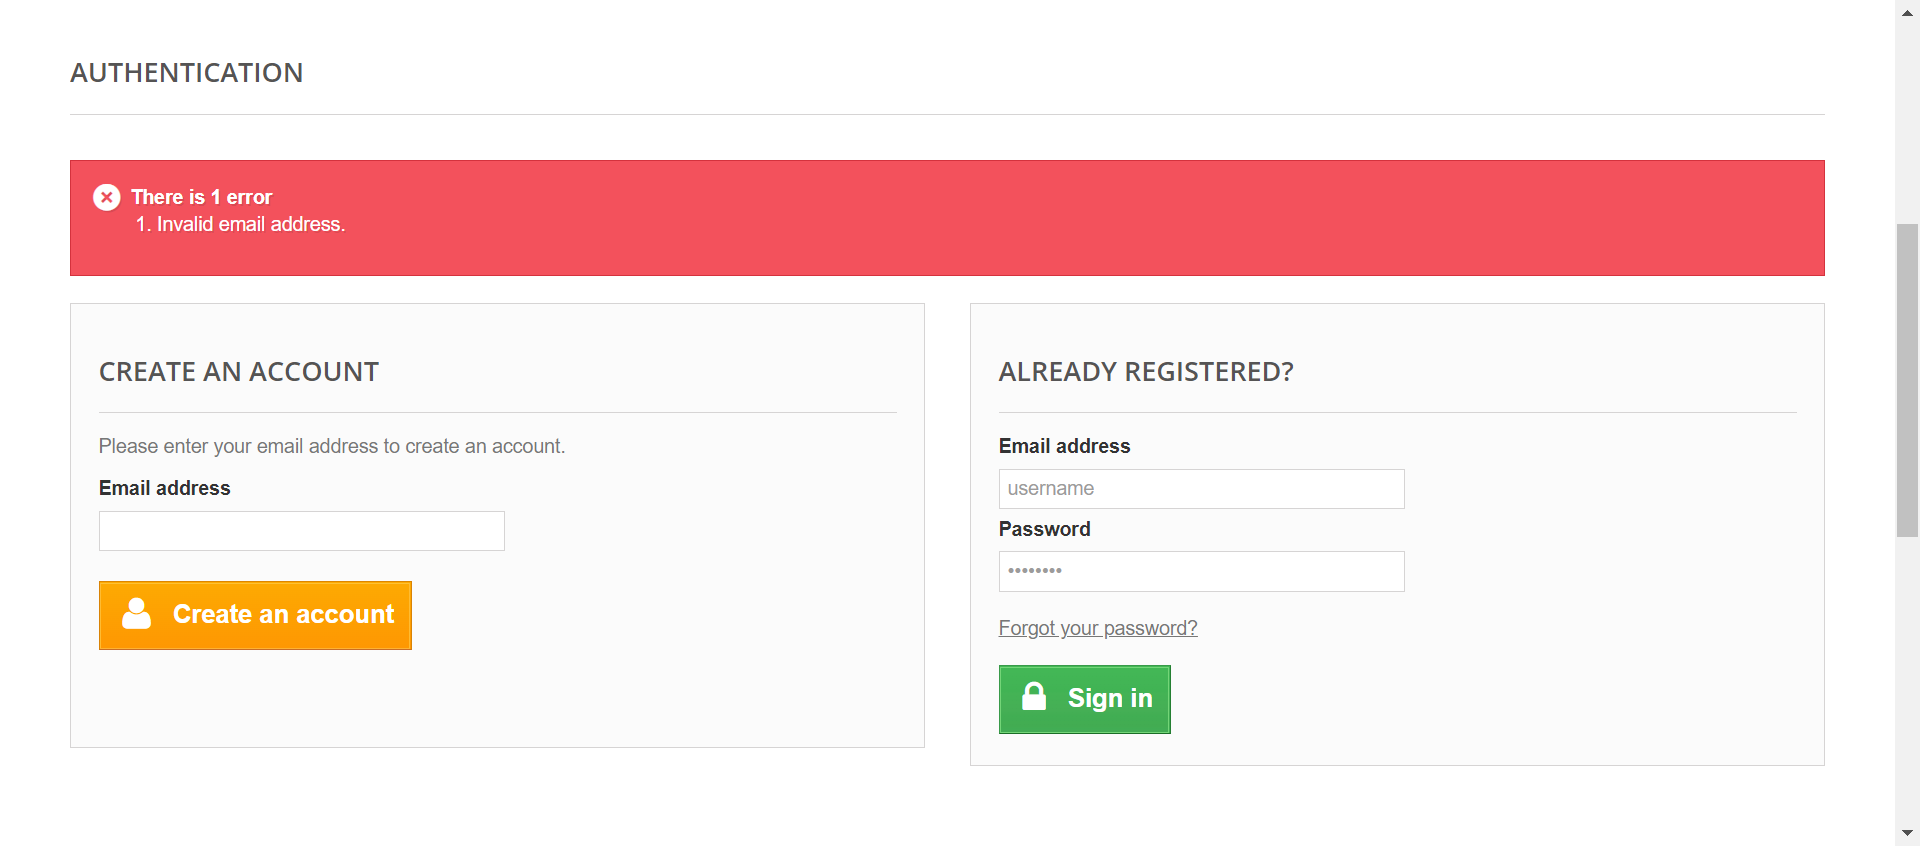 AUTHENTICATION
There is 1 error
1. Invalid email address.
CREATE AN ACCOUNT
Please enter your email address to create an account.
Email address
Create an account
ALREADY REGISTERED?
Email address
username
Password
••••••••
Forgot your password?
Sign in